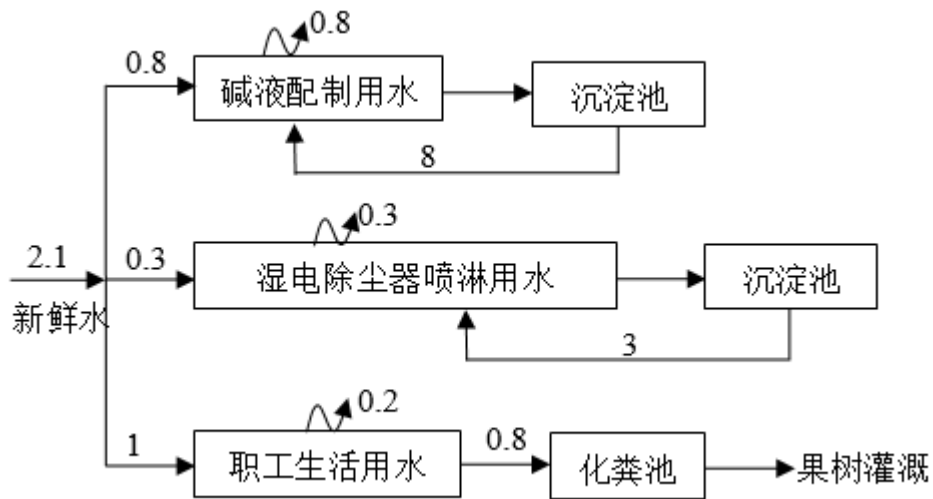 0.8
0.8
碱液配制用水
沉淀池
8
0.3
2.1
0.3
湿电除尘器喷淋用水
沉淀池
新鲜水
3
0.2
1
职工生活用水
0.8
化粪池
果树灌溉